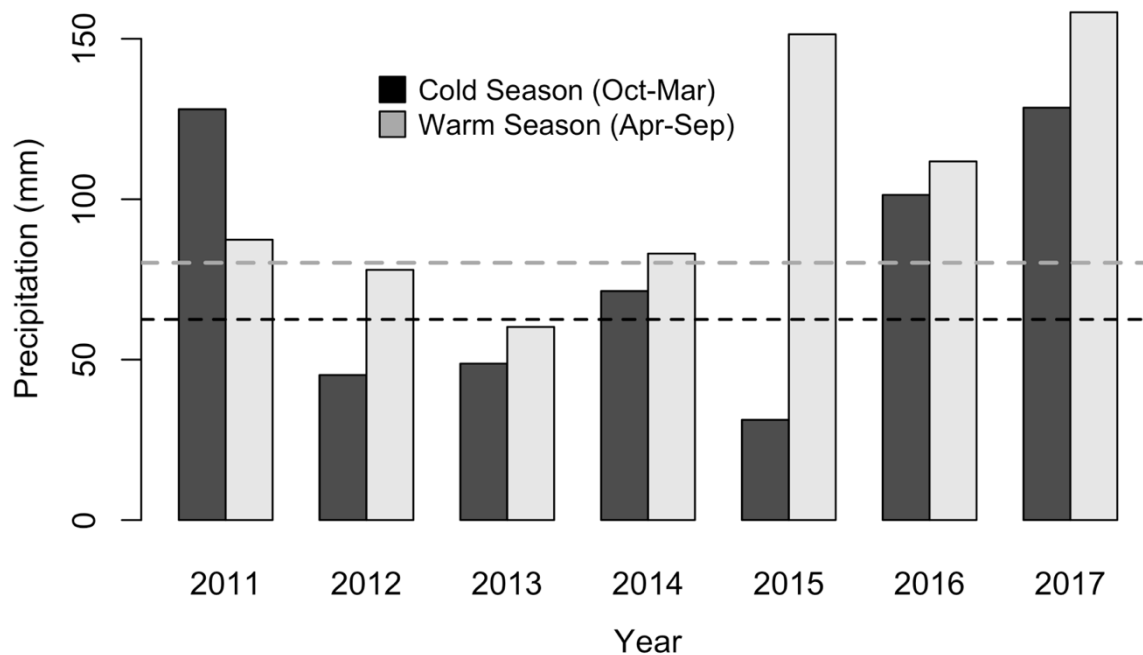 Precipitation (mm)
150
100
50
0
Cold Season (Oct-Mar)
Warm Season (Apr-Sep)
2011 2012 2013 2014 2015 2016 2017
Year